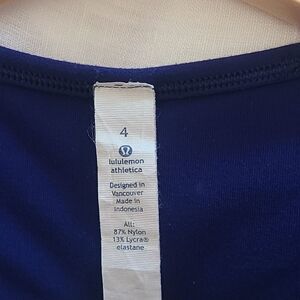 4
lululemon
athletica
Designed in
Vancouver
Made in
Indonesia
All:
87% Nylon
13% Lycra®
elastane